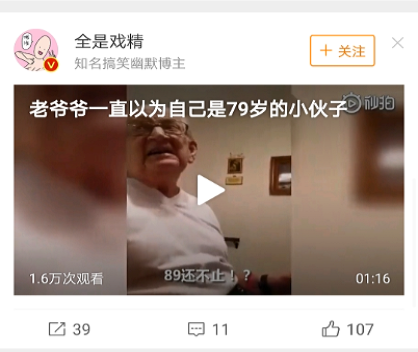 全是戏精
知名搞笑幽默博主
+ 关注
老爷爷一直以为自己是79岁的小伙子
秒拍
89还不止！？
1.6万次观看
01:16
39
11
107